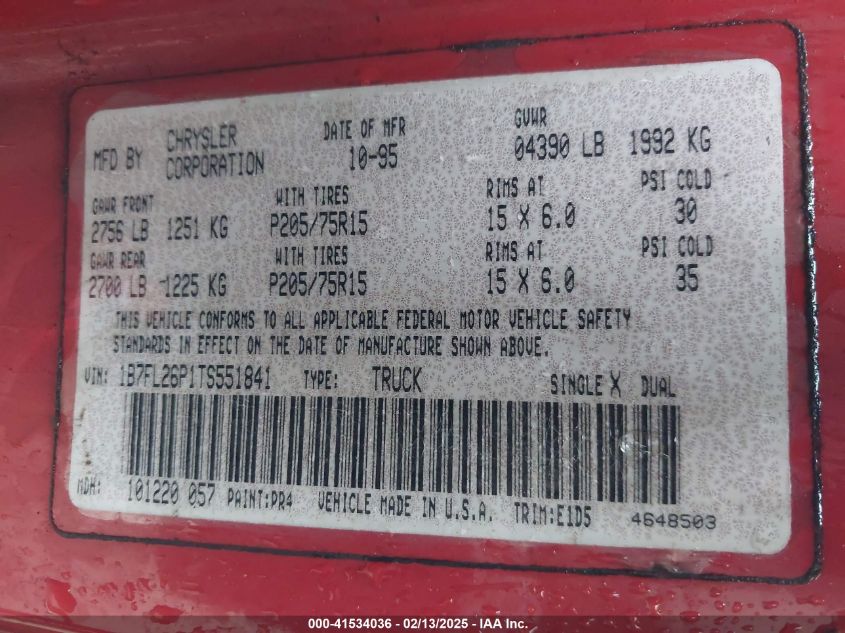 MFD BY CHRYSLER CORPORATION DATE OF MFR 10-95 GVWR 04390 LB 1992 KG
GAWR FRONT WITH TIRES RIMS AT PSI COLD
2756 LB 1251 KG P205/75R15 15 X 6.0 30
GAWR REAR WITH TIRES RIMS AT PSI COLD
2700 LB 1225 KG P205/75R15 15 X 6.0 35
THIS VEHICLE CONFORMS TO ALL APPLICABLE FEDERAL MOTOR VEHICLE SAFETY
STANDARDS IN EFFECT ON THE DATE OF MANUFACTURE SHOWN ABOVE.
VIN: 1B7FL26P1TS551841 TYPE: TRUCK SINGLE X DUAL
MDH: 101220 057 PAINT:PR4 VEHICLE MADE IN U.S.A. TRIM:E1D5 4648503
000-41534036 - 02/13/2025 - IAA Inc.